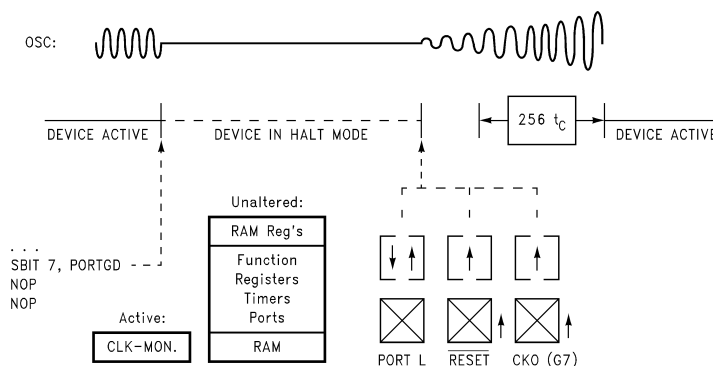 OSC:
256 tC
DEVICE ACTIVE
DEVICE IN HALT MODE
DEVICE ACTIVE
Unaltered:
RAM Reg's
Function
Registers
Timers
Ports
RAM
. . .
SBIT 7, PORTGD
NOP
NOP
Active:
CLK-MON.
PORT L
RESET
CKO (G7)